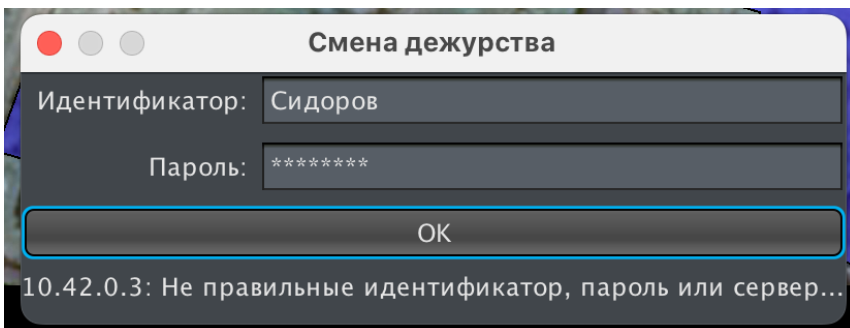 Смена дежурства
Идентификатор: Сидоров
Пароль: ********
OK
10.42.0.3: Не правильные идентификатор, пароль или сервер...